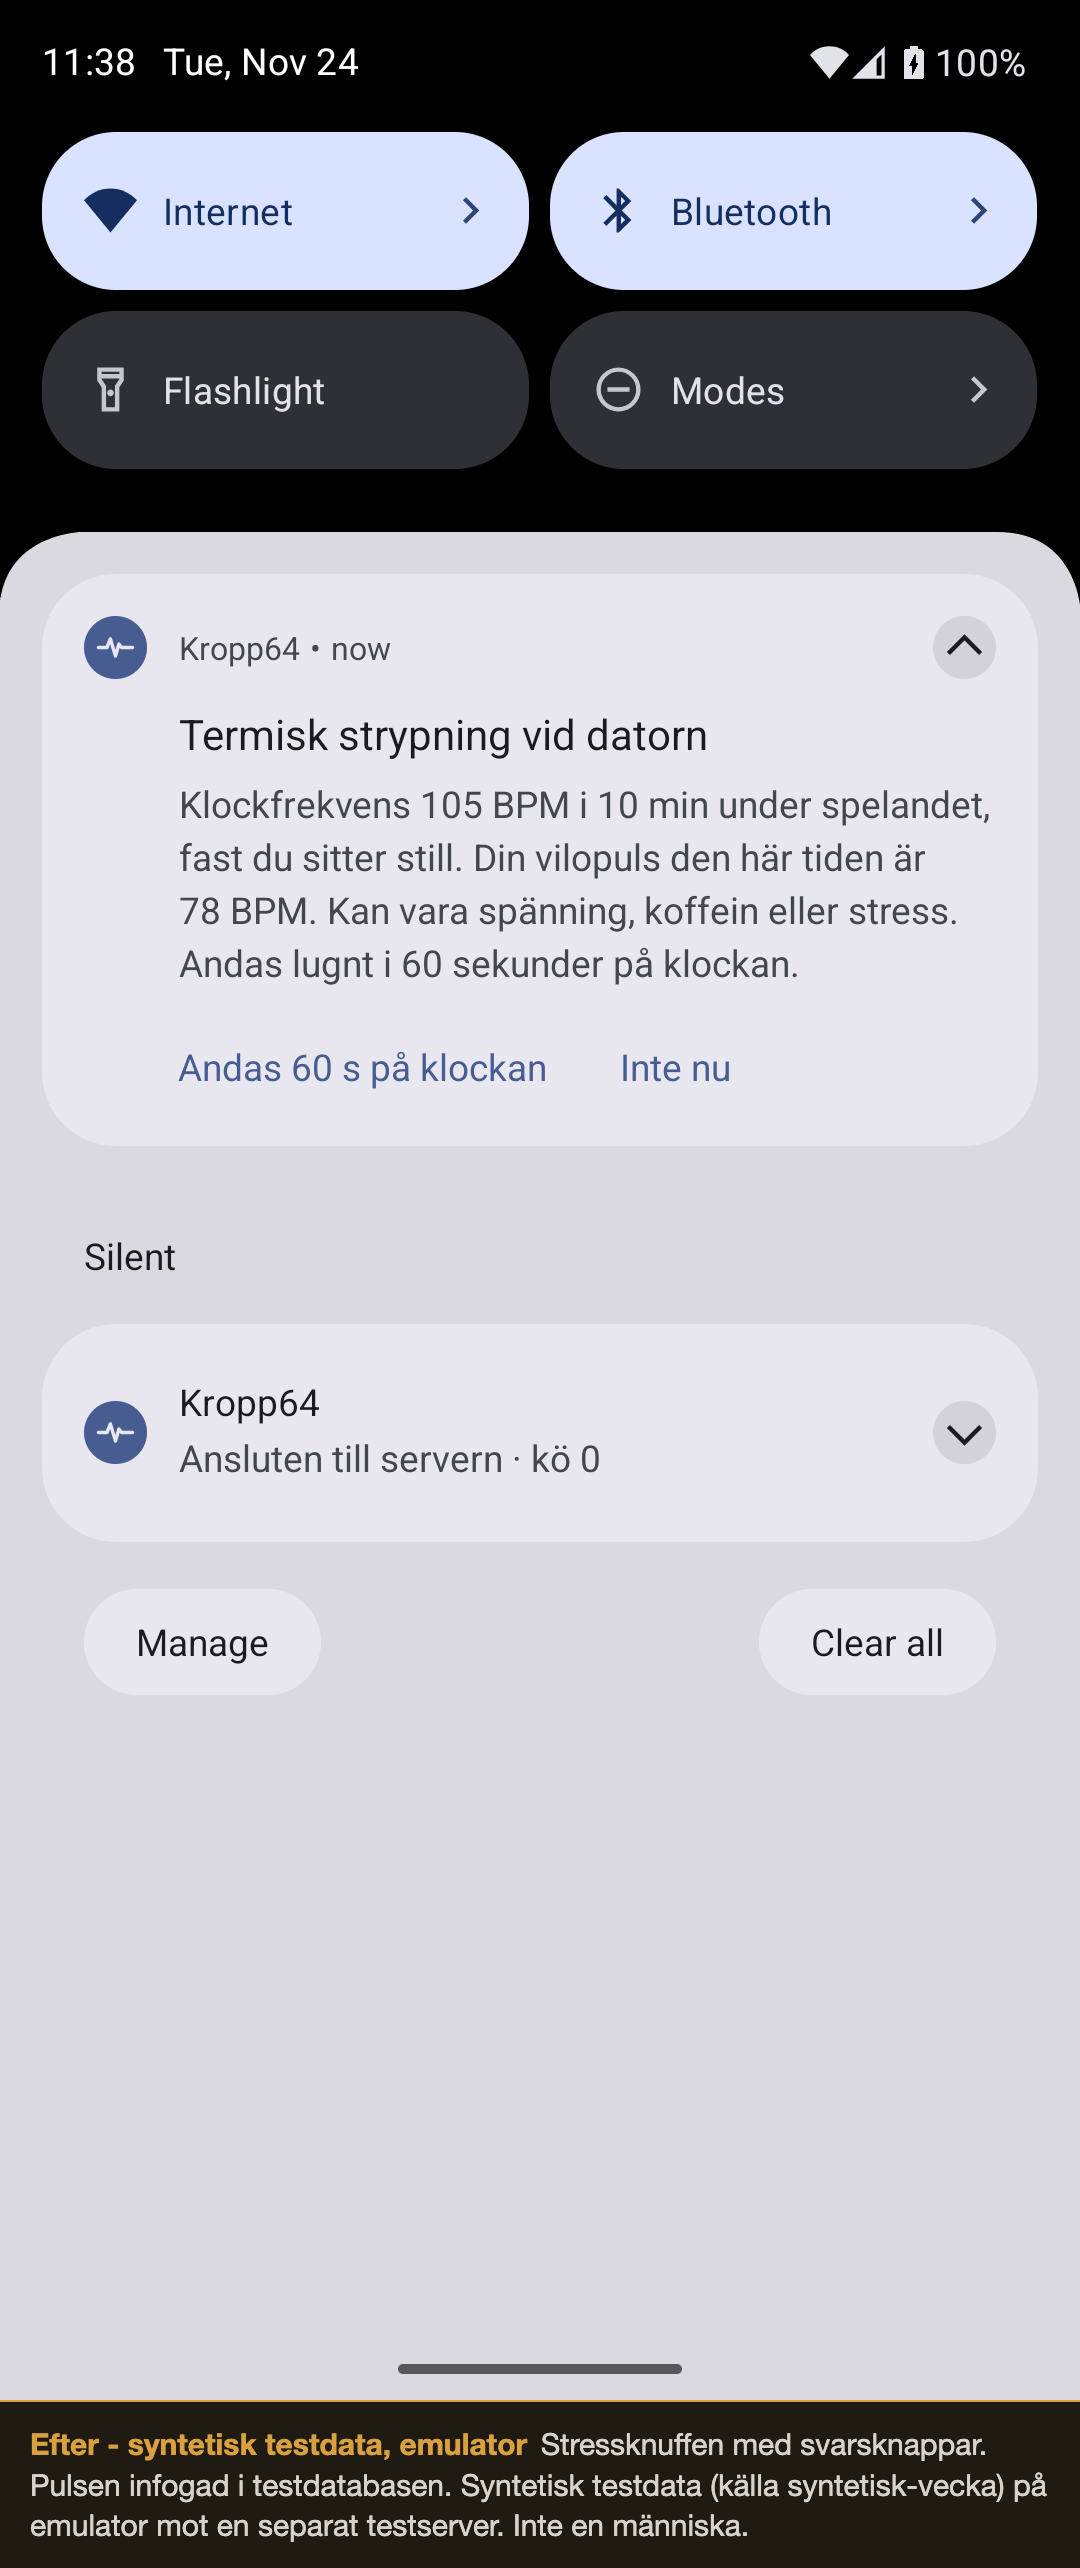 11:38 Tue, Nov 24 100%
Internet
Bluetooth
Flashlight
Modes
Kropp64 • now
Termisk strypning vid datorn
Klockfrekvens 105 BPM i 10 min under spelandet,
fast du sitter still. Din vilopuls den här tiden är
78 BPM. Kan vara spänning, koffein eller stress.
Andas lugnt i 60 sekunder på klockan.
Andas 60 s på klockan Inte nu
Silent
Kropp64
Ansluten till servern · kö 0
Manage
Clear all
Efter - syntetisk testdata, emulator Stressknuffen med svarsknappar.
Pulsen infogad i testdatabasen. Syntetisk testdata (källa syntetisk-vecka) på
emulator mot en separat testserver. Inte en människa.